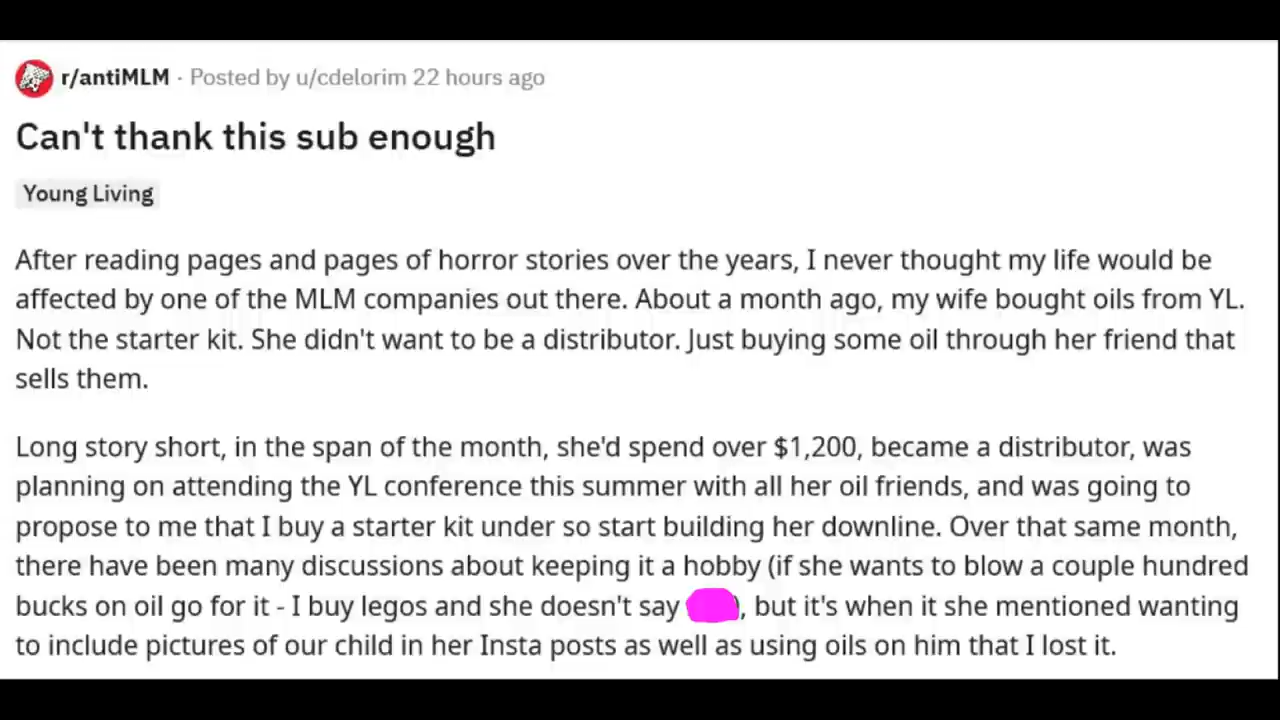 r/antiMLM · Posted by u/cdelorim 22 hours ago
Can't thank this sub enough
Young Living
After reading pages and pages of horror stories over the years, I never thought my life would be
affected by one of the MLM companies out there. About a month ago, my wife bought oils from YL.
Not the starter kit. She didn't want to be a distributor. Just buying some oil through her friend that
sells them.
Long story short, in the span of the month, she'd spend over $1,200, became a distributor, was
planning on attending the YL conference this summer with all her oil friends, and was going to
propose to me that I buy a starter kit under so start building her downline. Over that same month,
there have been many discussions about keeping it a hobby (if she wants to blow a couple hundred
bucks on oil go for it - I buy legos and she doesn't say ), but it's when it she mentioned wanting
to include pictures of our child in her Insta posts as well as using oils on him that I lost it.